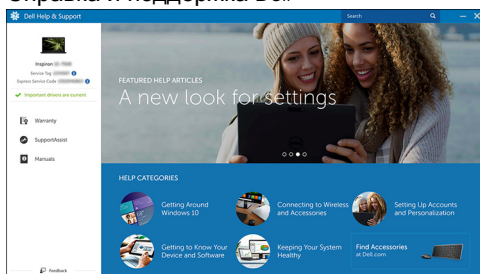 Справка и поддержка Dell
Dell Help & Support
Search
Inspiron
Service Tag
Express Service Code
Important drivers are current
Warranty
SupportAssist
Manuals
Feedback
FEATURED HELP ARTICLES
A new look for settings
HELP CATEGORIES
Getting Around
Windows 10
Connecting to Wireless
and Accessories
Setting Up Accounts
and Personalization
Getting to Know Your
Device and Software
Keeping Your System
Healthy
Find Accessories
at Dell.com